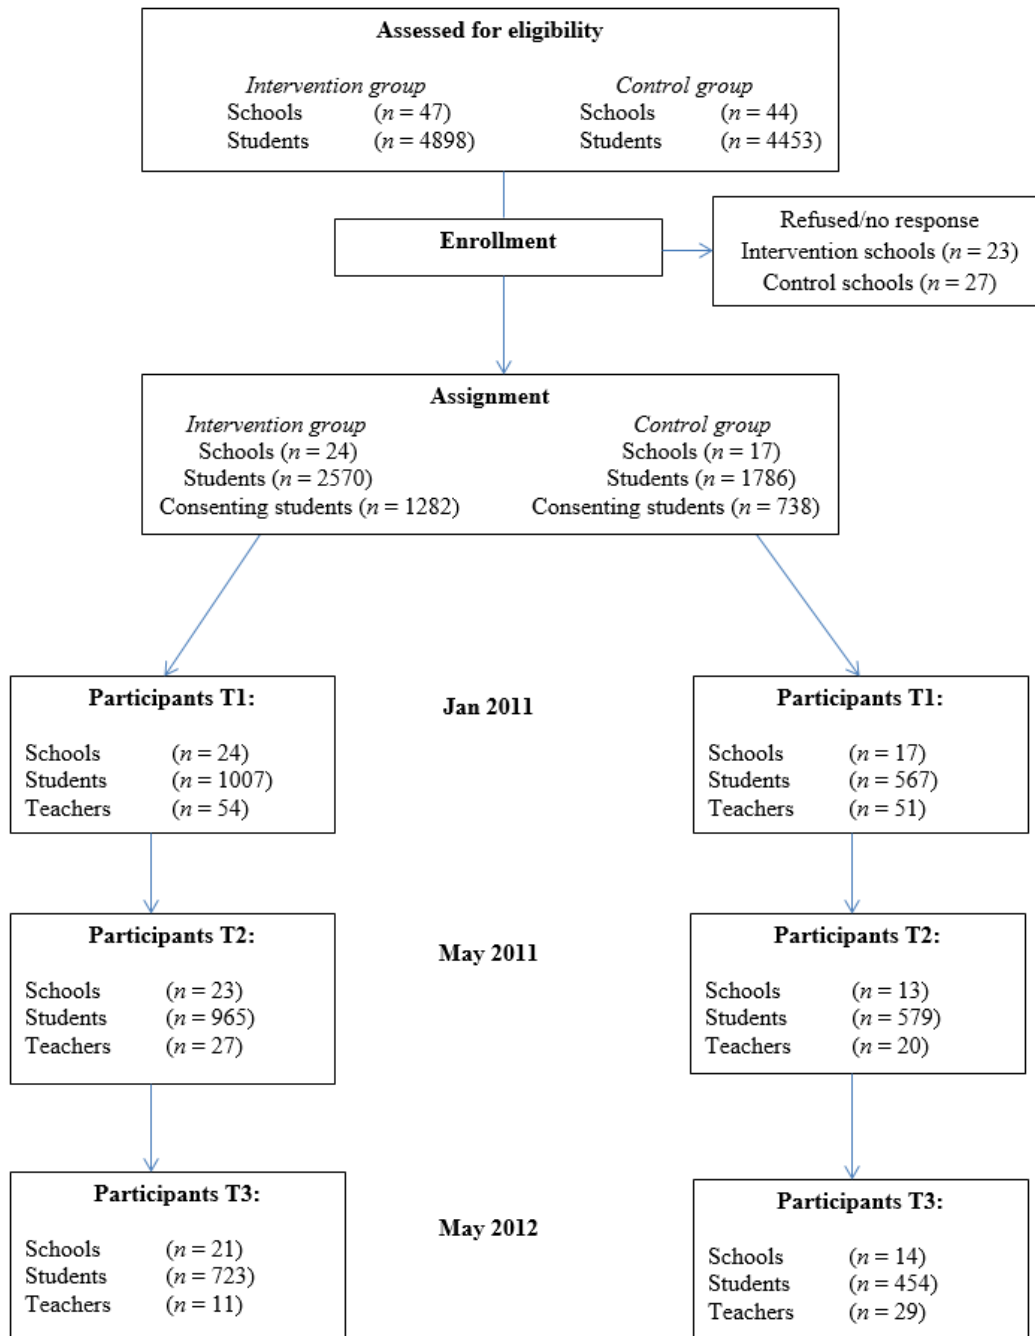 Assessed for eligibility
Intervention group Control group
Schools (n = 47) Schools (n = 44)
Students (n = 4898) Students (n = 4453)
Enrollment
Refused/no response
Intervention schools (n = 23)
Control schools (n = 27)
Assignment
Intervention group Control group
Schools (n = 24) Schools (n = 17)
Students (n = 2570) Students (n = 1786)
Consenting students (n = 1282) Consenting students (n = 738)
Participants T1:
Schools (n = 24)
Students (n = 1007)
Teachers (n = 54)
Jan 2011
Participants T1:
Schools (n = 17)
Students (n = 567)
Teachers (n = 51)
Participants T2:
Schools (n = 23)
Students (n = 965)
Teachers (n = 27)
May 2011
Participants T2:
Schools (n = 13)
Students (n = 579)
Teachers (n = 20)
Participants T3:
Schools (n = 21)
Students (n = 723)
Teachers (n = 11)
May 2012
Participants T3:
Schools (n = 14)
Students (n = 454)
Teachers (n = 29)